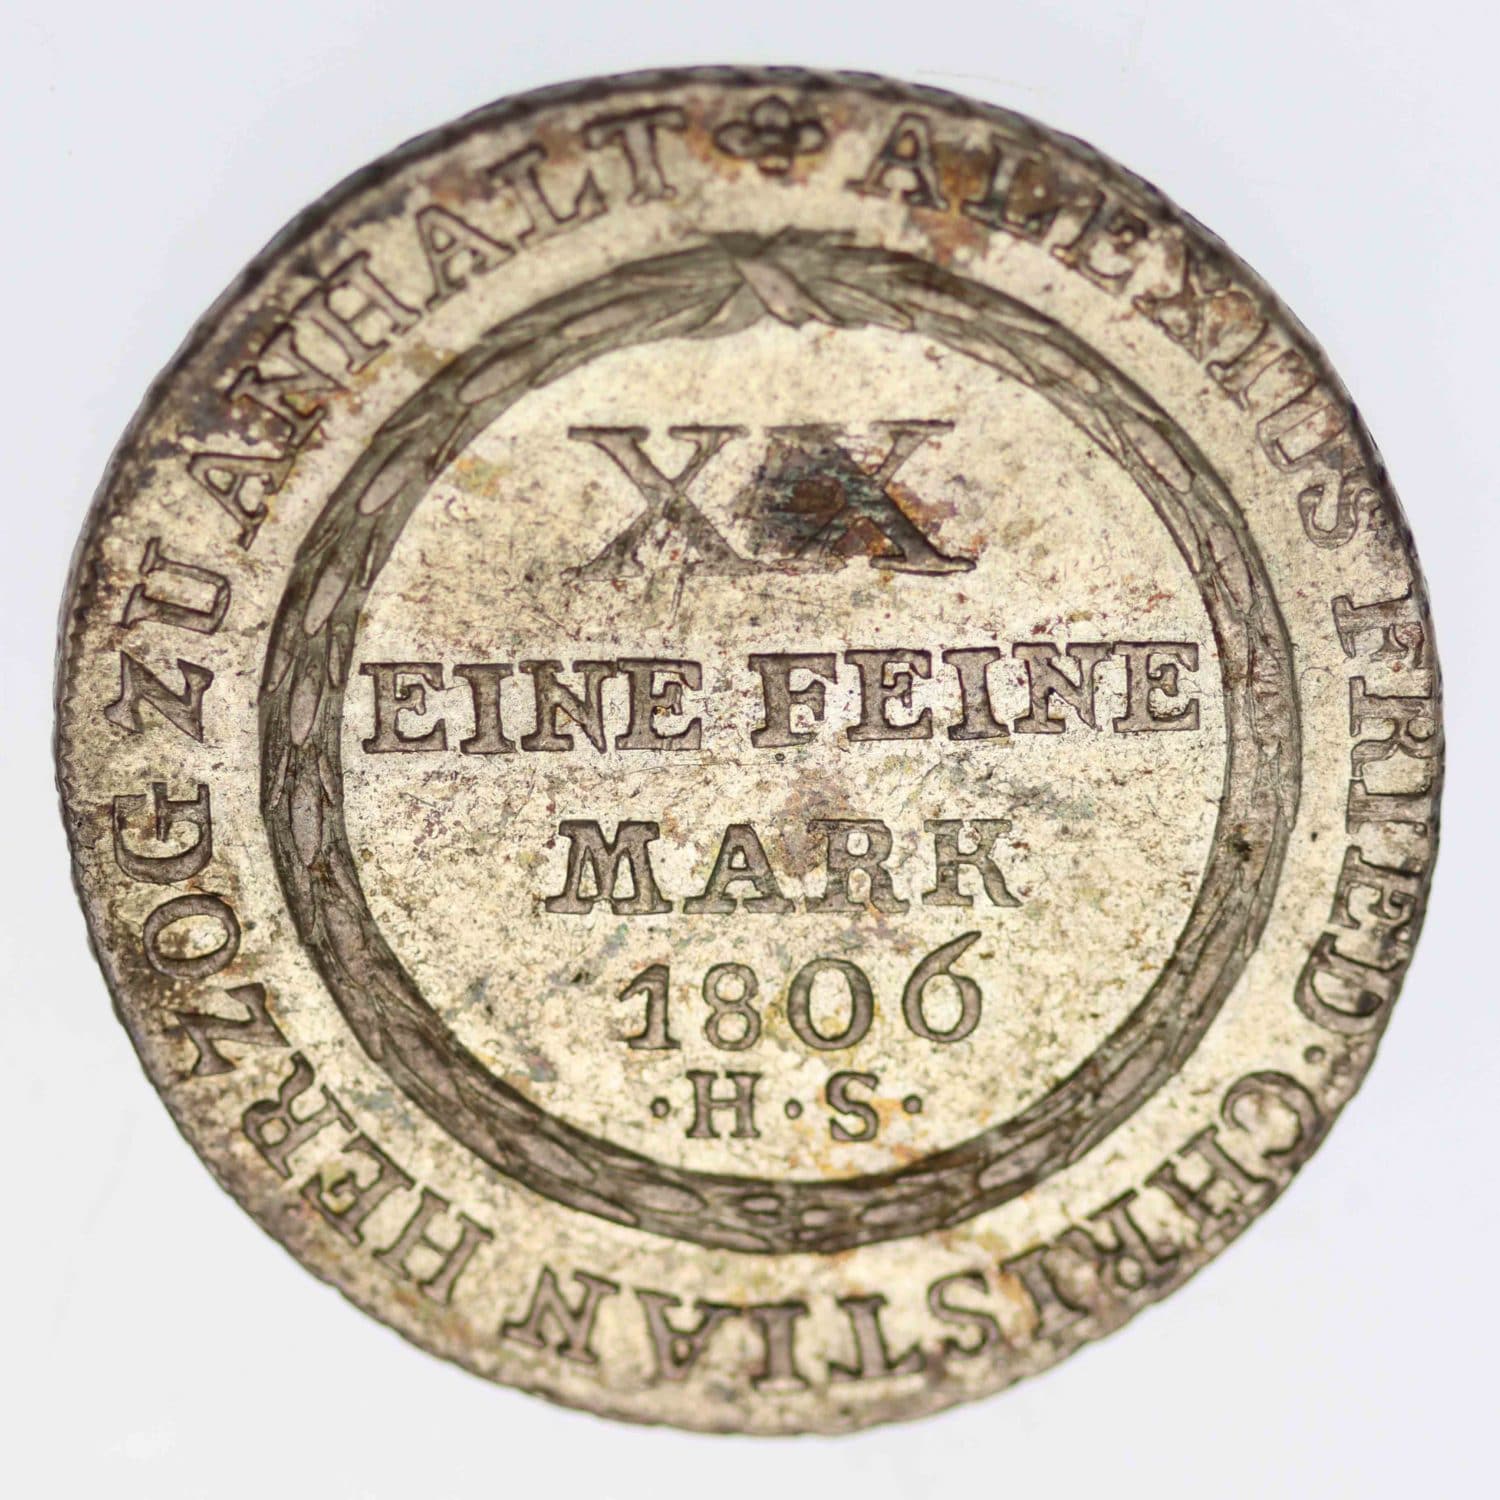 ALEXIUS FRIED. CHRISTIAN HERZOG ZU ANHALT
XX
EINE FEINE
MARK
1806
·H·S·